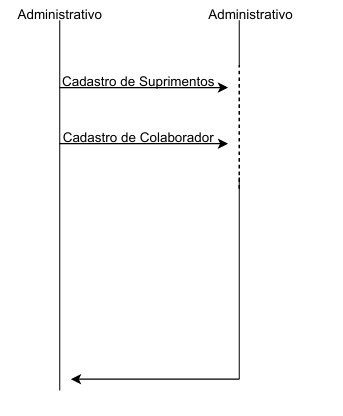 Administrativo
Administrativo
Cadastro de Suprimentos
Cadastro de Colaborador